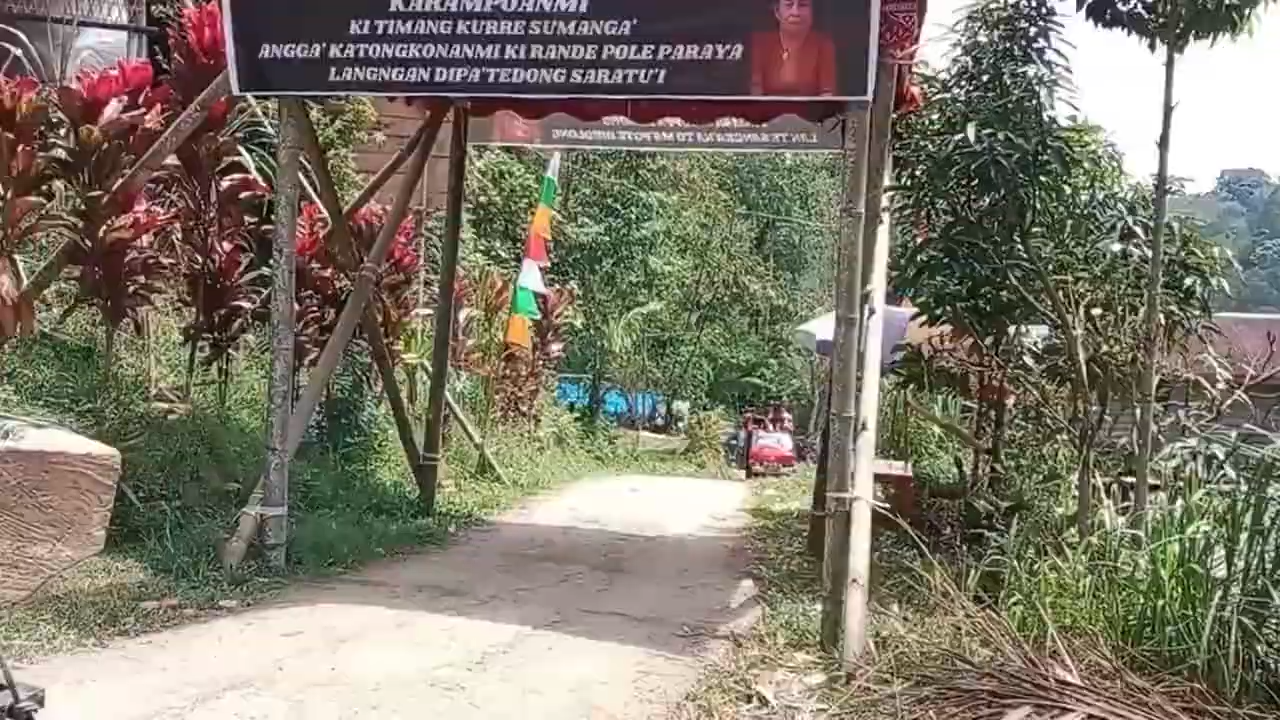 KARAMPOANMI
KI TIMANG KURRE SUMANGA'
ANGGA' KATONGKONANMI KI RANDE POLE PARAYA
LANGNGAN DIPA'TEDONG SARATU'I